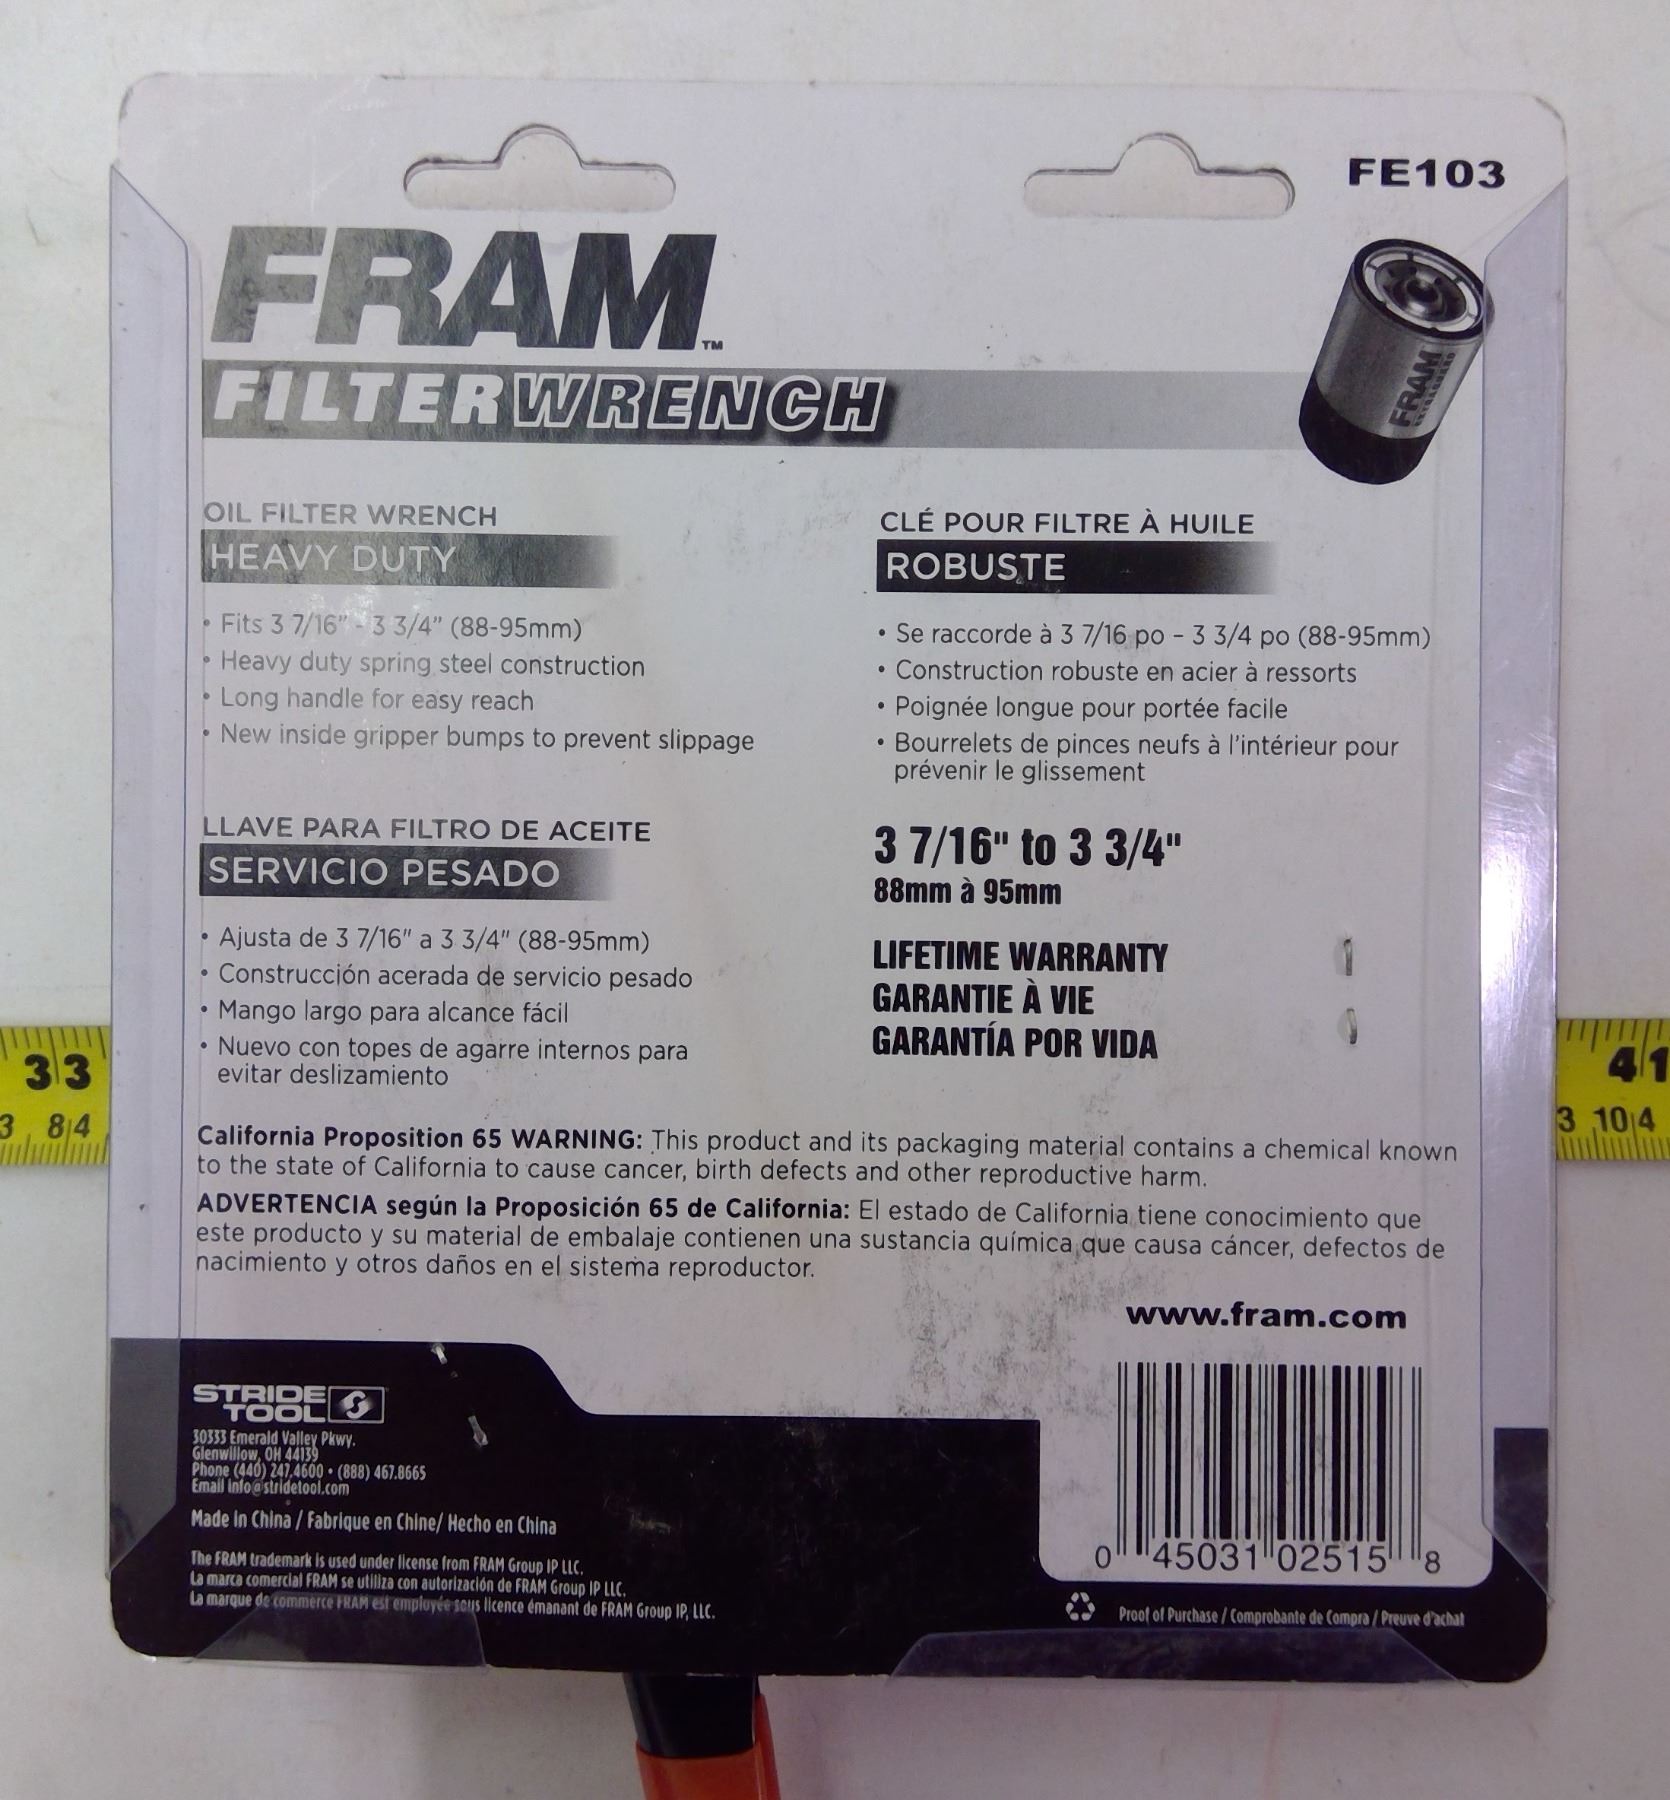 FE103
FRAM™
FILTERWRENCH
FRAM
OIL FILTER WRENCH
HEAVY DUTY
• Fits 3 7/16" - 3 3/4" (88-95mm)
• Heavy duty spring steel construction
• Long handle for easy reach
• New inside gripper bumps to prevent slippage
CLÉ POUR FILTRE À HUILE
ROBUSTE
• Se raccorde à 3 7/16 po - 3 3/4 po (88-95mm)
• Construction robuste en acier à ressorts
• Poignée longue pour portée facile
• Bourrelets de pinces neufs à l'intérieur pour
prévenir le glissement
LLAVE PARA FILTRO DE ACEITE
SERVICIO PESADO
• Ajusta de 3 7/16" a 3 3/4" (88-95mm)
• Construcción acerada de servicio pesado
• Mango largo para alcance fácil
• Nuevo con topes de agarre internos para
evitar deslizamiento
3 7/16" to 3 3/4"
88mm à 95mm
LIFETIME WARRANTY
GARANTIE À VIE
GARANTÍA POR VIDA
33
3 84
41
3 104
California Proposition 65 WARNING: This product and its packaging material contains a chemical known
to the state of California to cause cancer, birth defects and other reproductive harm.
ADVERTENCIA según la Proposición 65 de California: El estado de California tiene conocimiento que
este producto y su material de embalaje contienen una sustancia química que causa cáncer, defectos de
nacimiento y otros daños en el sistema reproductor.
www.fram.com
STRIDE
TOOL
30333 Emerald Valley Pkwy.
Glenwillow, OH 44139
Phone (440) 247.4600 • (888) 467.8665
Email info@stridetool.com
Made in China / Fabrique en Chine/ Hecho en China
The FRAM trademark is used under license from FRAM Group IP LLC.
La marca comercial FRAM se utiliza con autorización de FRAM Group IP LLC.
La marque de commerce FRAM est employée sous licence émanant de FRAM Group IP, LLC.
0 45031 02515 8
Proof of Purchase / Comprobante de Compra / Preuve d'achat